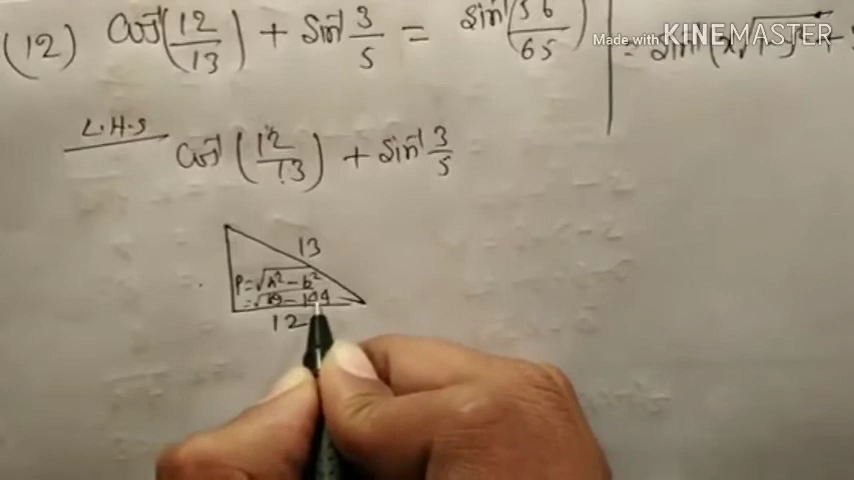 (12) cos⁻¹(12/13) + sin⁻¹ 3/5 = sin⁻¹(56/65)
Made with KINEMASTER
L.H.S
cos⁻¹(12/13) + sin⁻¹ 3/5
13
P=√h²-b²
=√169-144
12